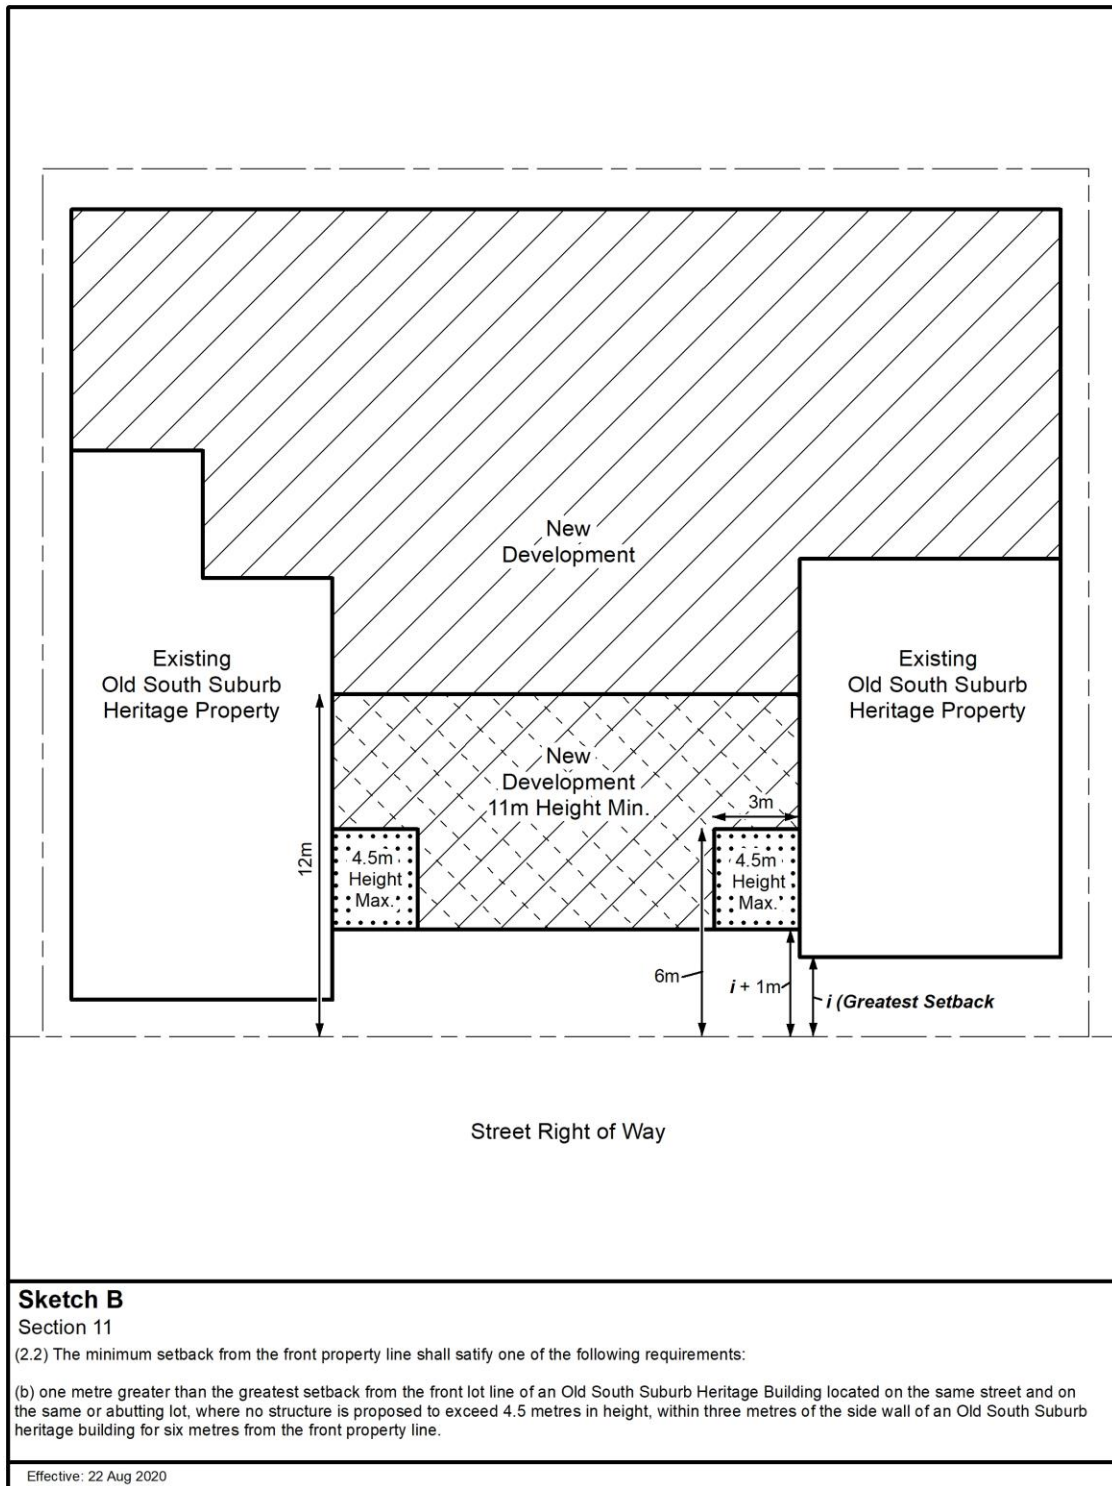 New
Development
Existing
Old South Suburb
Heritage Property
Existing
Old South Suburb
Heritage Property
New
Development
11m Height Min.
3m
12m
4.5m
Height
Max.
4.5m
Height
Max.
6m
i + 1m
i (Greatest Setback
Street Right of Way
Sketch B
Section 11
(2.2) The minimum setback from the front property line shall satify one of the following requirements:
(b) one metre greater than the greatest setback from the front lot line of an Old South Suburb Heritage Building located on the same street and on
the same or abutting lot, where no structure is proposed to exceed 4.5 metres in height, within three metres of the side wall of an Old South Suburb
heritage building for six metres from the front property line.
Effective: 22 Aug 2020